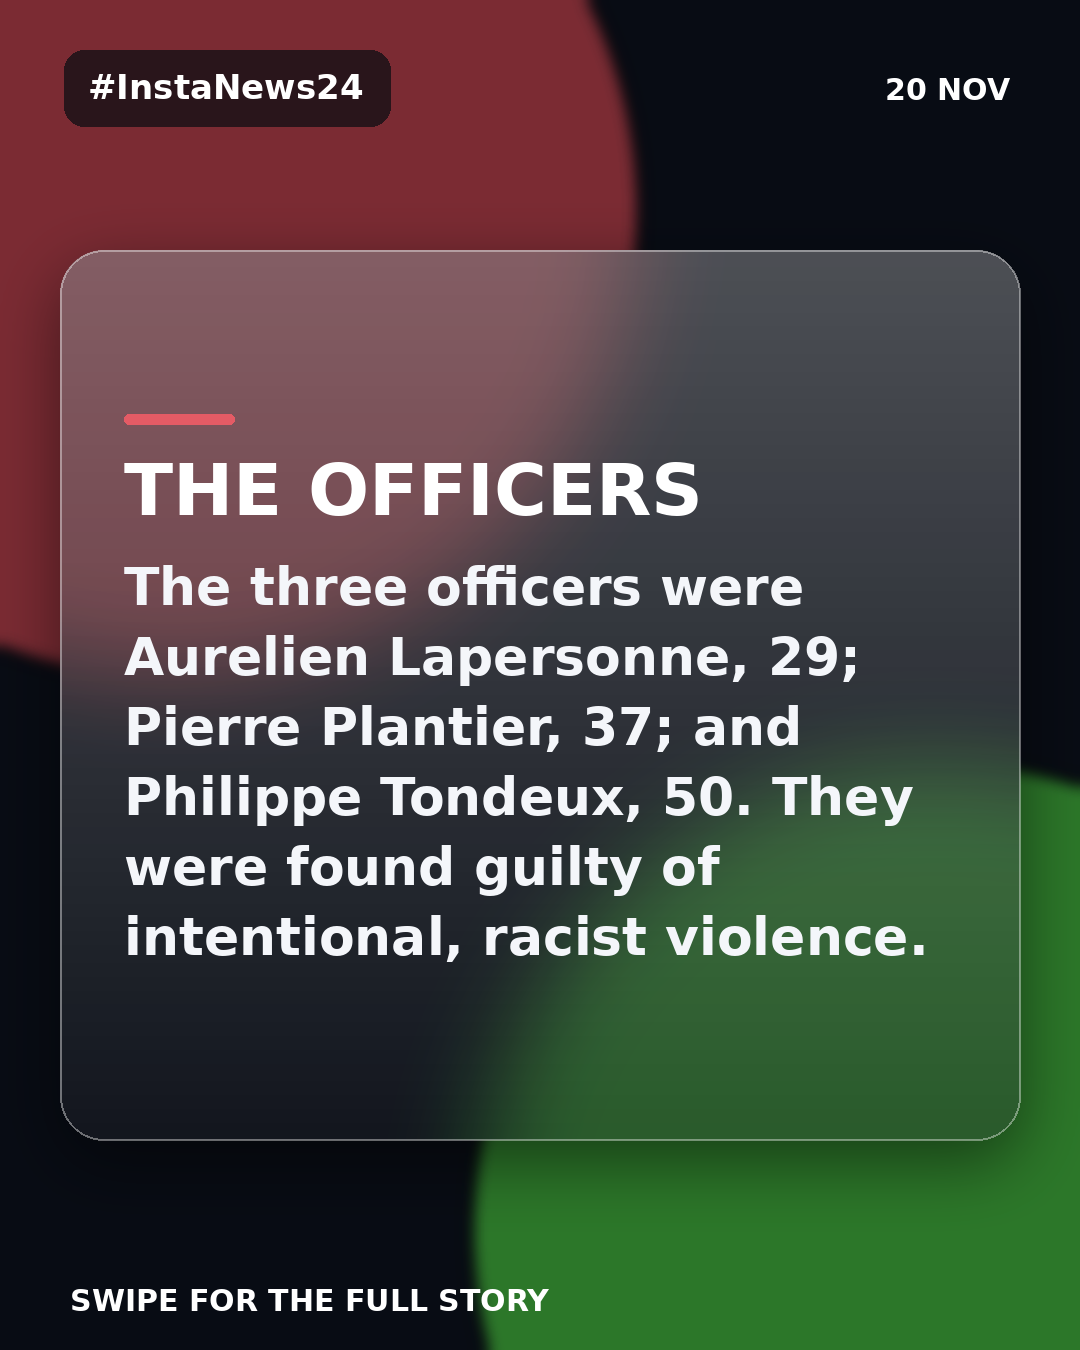 #InstaNews24
20 NOV
THE OFFICERS
The three officers were
Aurelien Lapersonne, 29;
Pierre Plantier, 37; and
Philippe Tondeux, 50. They
were found guilty of
intentional, racist violence.
SWIPE FOR THE FULL STORY